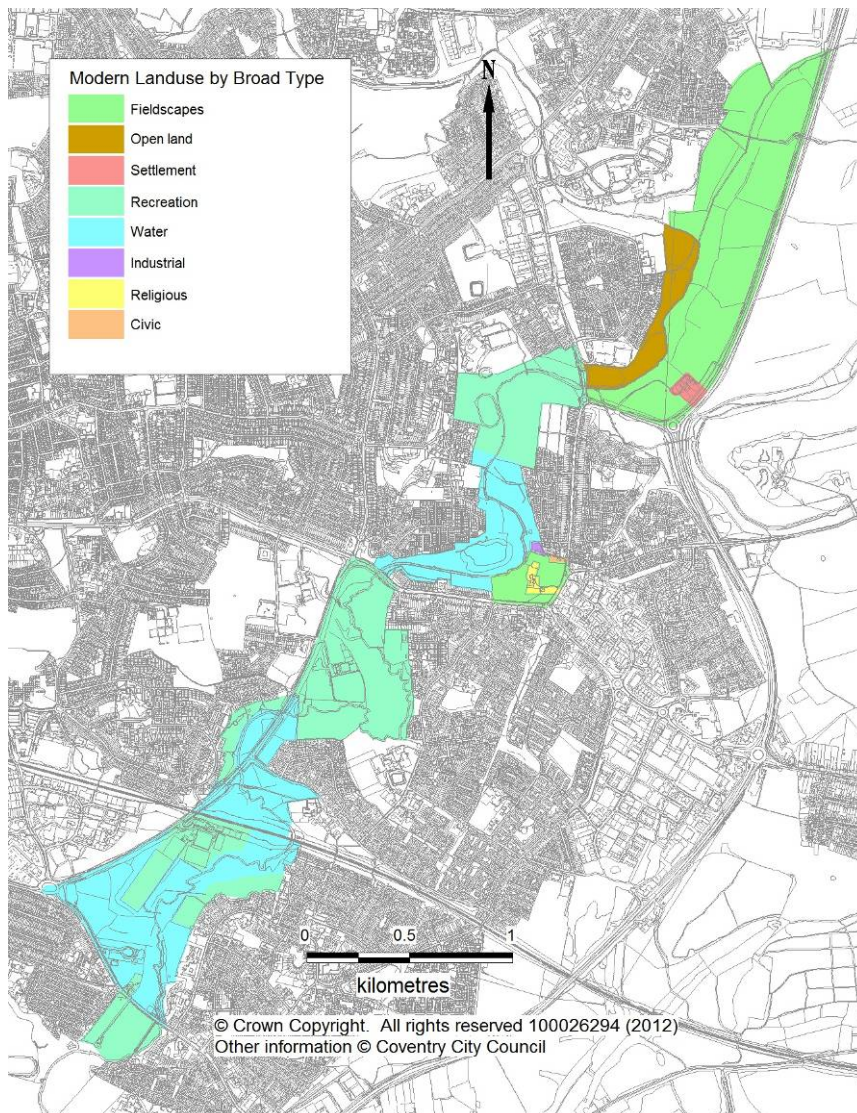 Modern Landuse by Broad Type
Fieldscapes
Open land
Settlement
Recreation
Water
Industrial
Religious
Civic
N
0 0.5 1
kilometres
© Crown Copyright. All rights reserved 100026294 (2012)
Other information © Coventry City Council